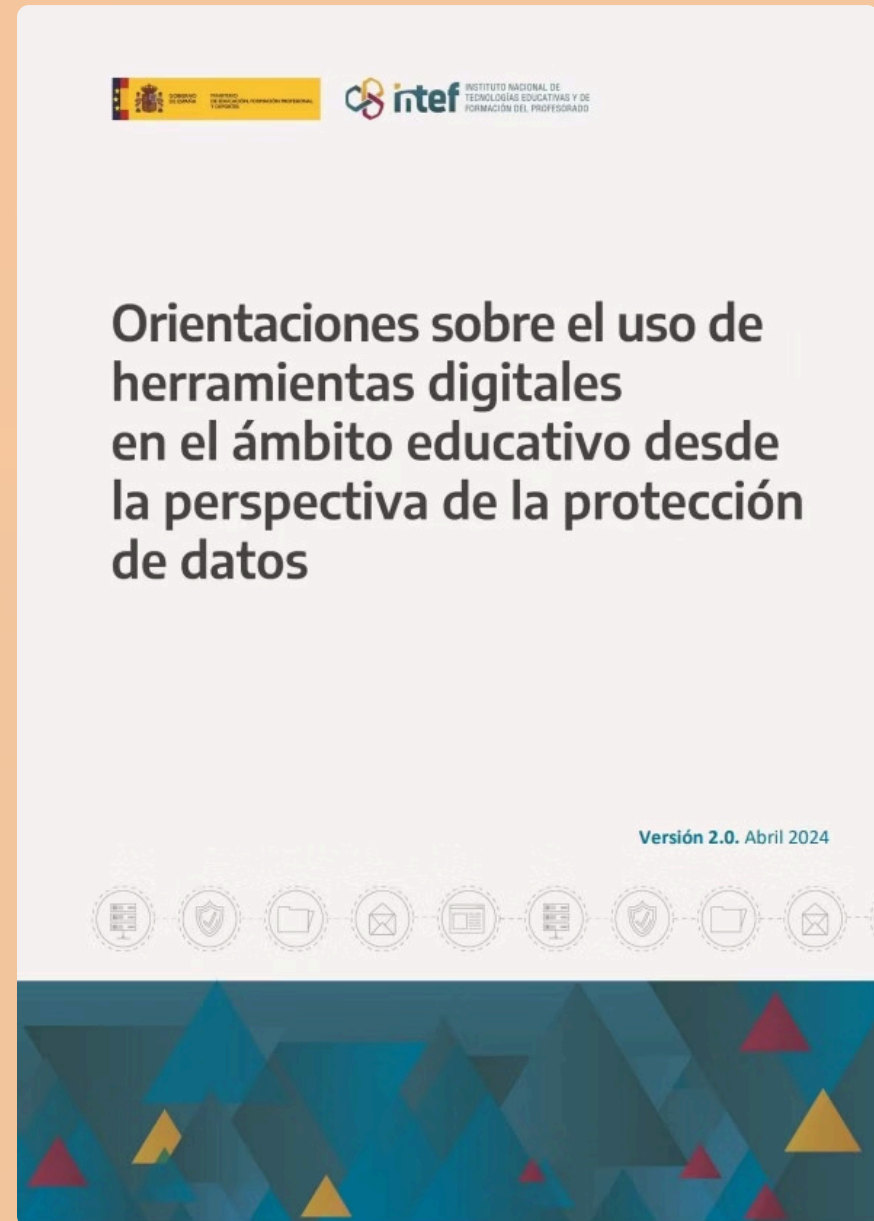 GOBIERNO
DE ESPAÑA
MINISTERIO
DE EDUCACIÓN, FORMACIÓN PROFESIONAL
Y DEPORTES
intef
INSTITUTO NACIONAL DE
TECNOLOGÍAS EDUCATIVAS Y DE
FORMACIÓN DEL PROFESORADO
Orientaciones sobre el uso de
herramientas digitales
en el ámbito educativo desde
la perspectiva de la protección
de datos
Versión 2.0. Abril 2024